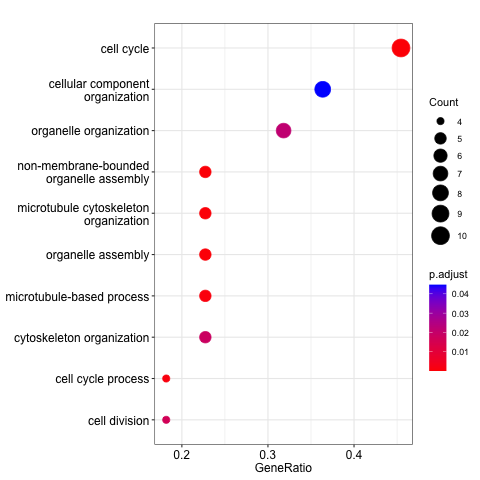 cell cycle
cellular component
organization
organelle organization
non-membrane-bounded
organelle assembly
microtubule cytoskeleton
organization
organelle assembly
microtubule-based process
cytoskeleton organization
cell cycle process
cell division
0.2
0.3
0.4
GeneRatio
Count
4
5
6
7
8
9
10
p.adjust
0.04
0.03
0.02
0.01